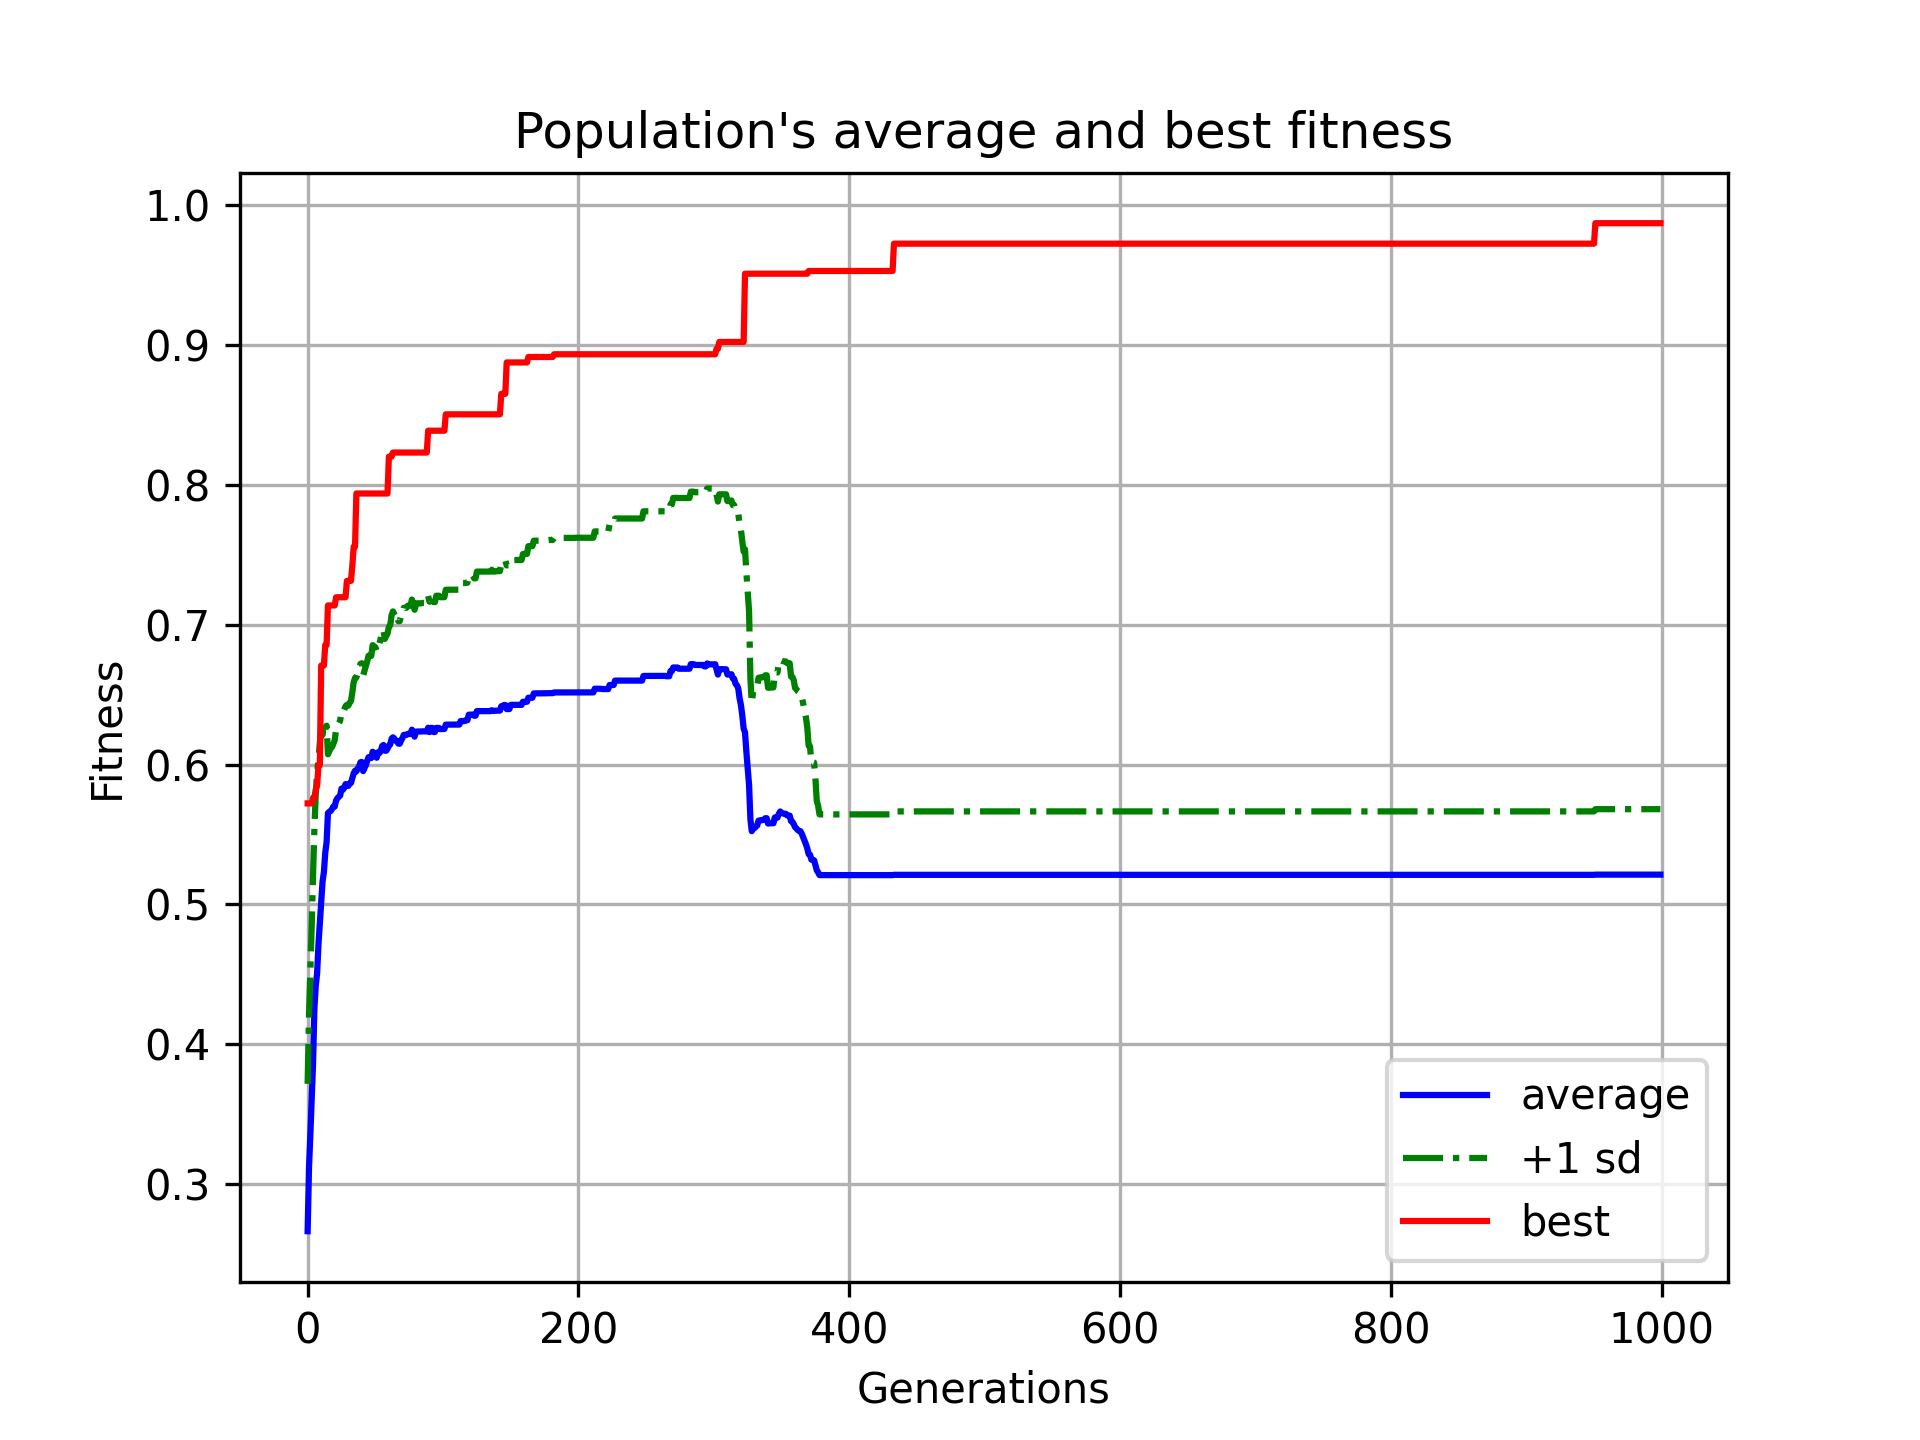 Population's average and best fitness
Fitness
1.0
0.9
0.8
0.7
0.6
0.5
0.4
0.3
0 200 400 600 800 1000
Generations
average
+1 sd
best